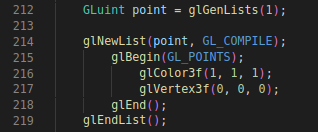 212 GLuint point = glGenLists(1);
213
214 glNewList(point, GL_COMPILE);
215 glBegin(GL_POINTS);
216 glColor3f(1, 1, 1);
217 glVertex3f(0, 0, 0);
218 glEnd();
219 glEndList();